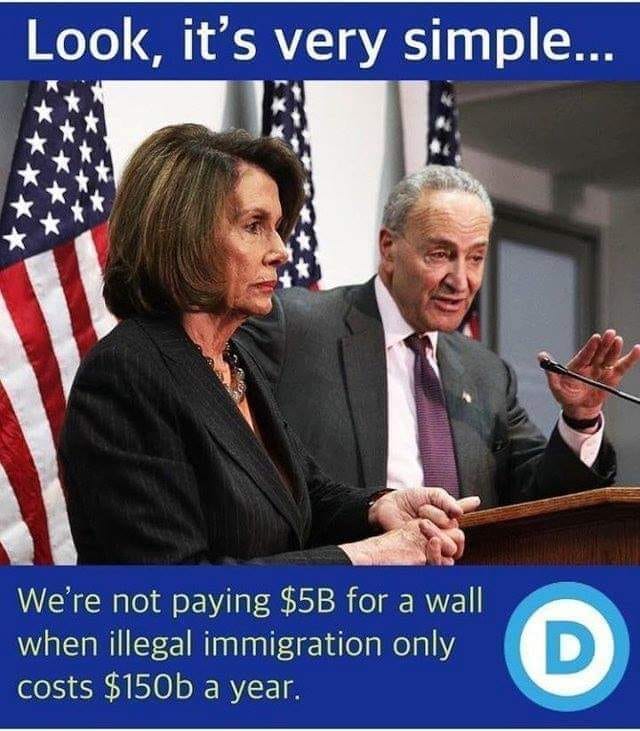 Look, it's very simple...
We're not paying $5B for a wall
when illegal immigration only
costs $150b a year.
D